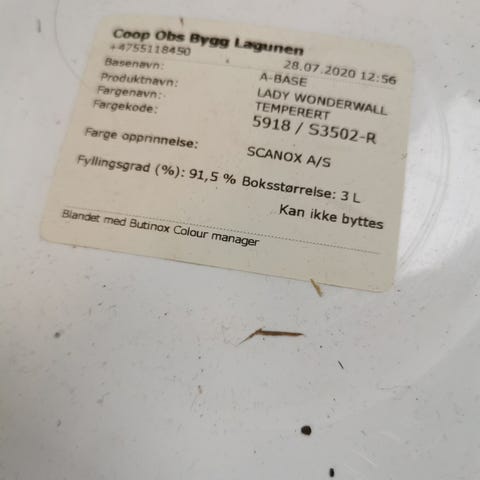 Coop Obs Bygg Lagunen
+4755118450
28.07.2020 12:56
Basenavn: A-BASE
Produktnavn: LADY WONDERWALL
Fargenavn: TEMPERERT
Fargekode: 5918 / S3502-R
Farge opprinnelse: SCANOX A/S
Fyllingsgrad (%): 91,5 % Boksstørrelse: 3 L
Kan ikke byttes
Blandet med Butinox Colour manager